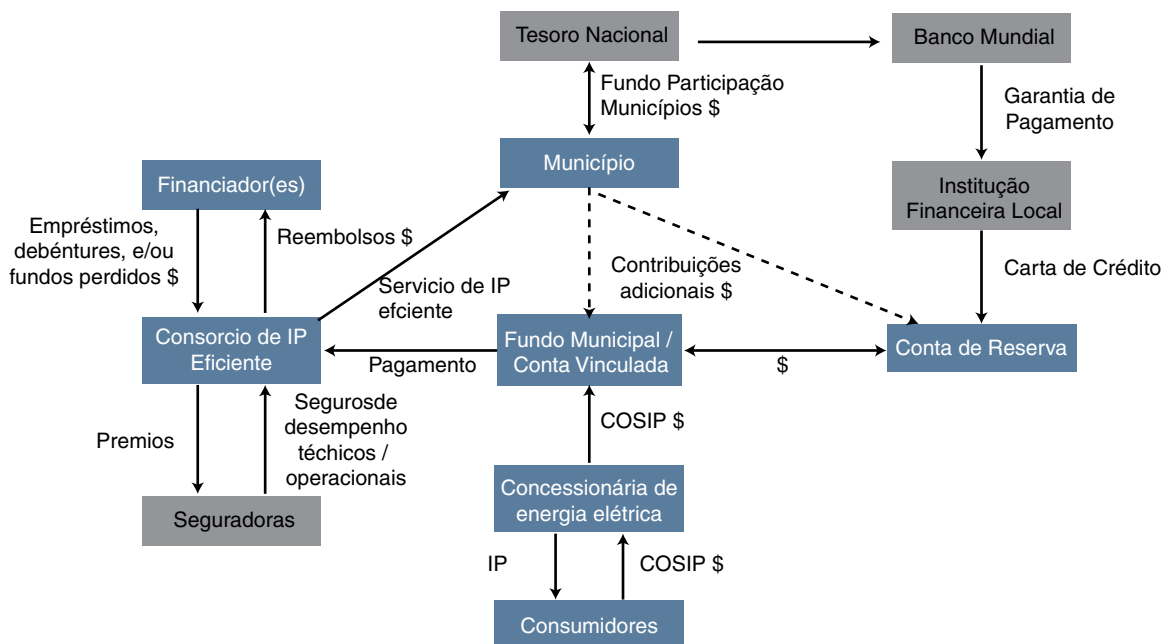 Tesoro Nacional
Banco Mundial
Fundo Participação
Municípios $
Garantia de
Pagamento
Município
Financiador(es)
Institução
Financeira Local
Empréstimos,
debéntures, e/ou
fundos perdidos $
Reembolsos $
Servicio de IP
efciente
Contribuições
adicionais $
Carta de Crédito
Consorcio de IP
Eficiente
Pagamento
Fundo Municipal /
Conta Vinculada
$
Conta de Reserva
Premios
Segurosde
desempenho
téchicos /
operacionais
COSIP $
Seguradoras
Concessionária de
energia elétrica
IP
COSIP $
Consumidores